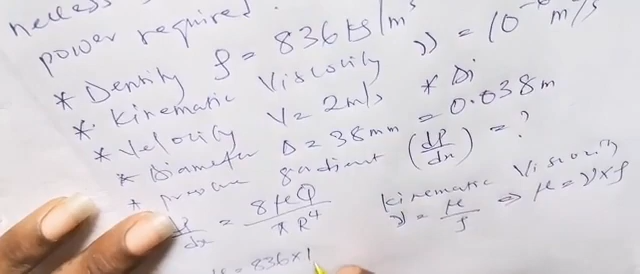 power required.
* Density ρ = 836 kg/m³
* Kinematic Viscosity ν = 10⁻⁶ m²/s
* Velocity V = 2 m/s * Di
* Diameter D = 38 mm = 0.038 m
* pressure gradient (dP/dx) = ?
dP/dx = 8μQ/πR⁴
Kinematic Viscosity
ν = μ/ρ ⇒ μ = ν×ρ
= 836×1